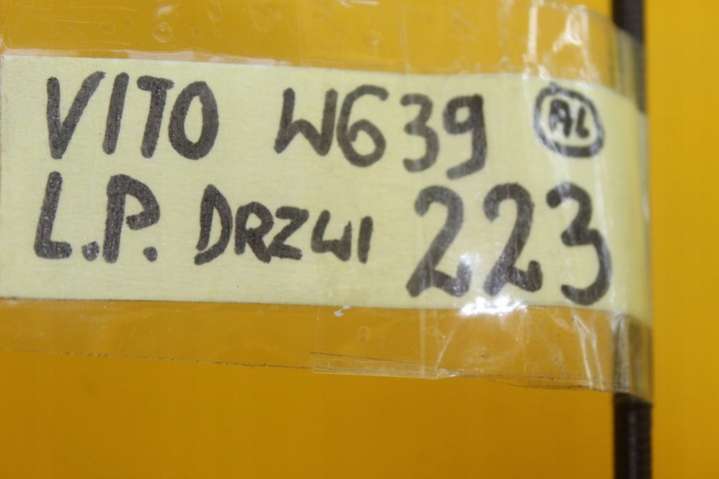 VITO W639 AL
L.P. DRZWI 223